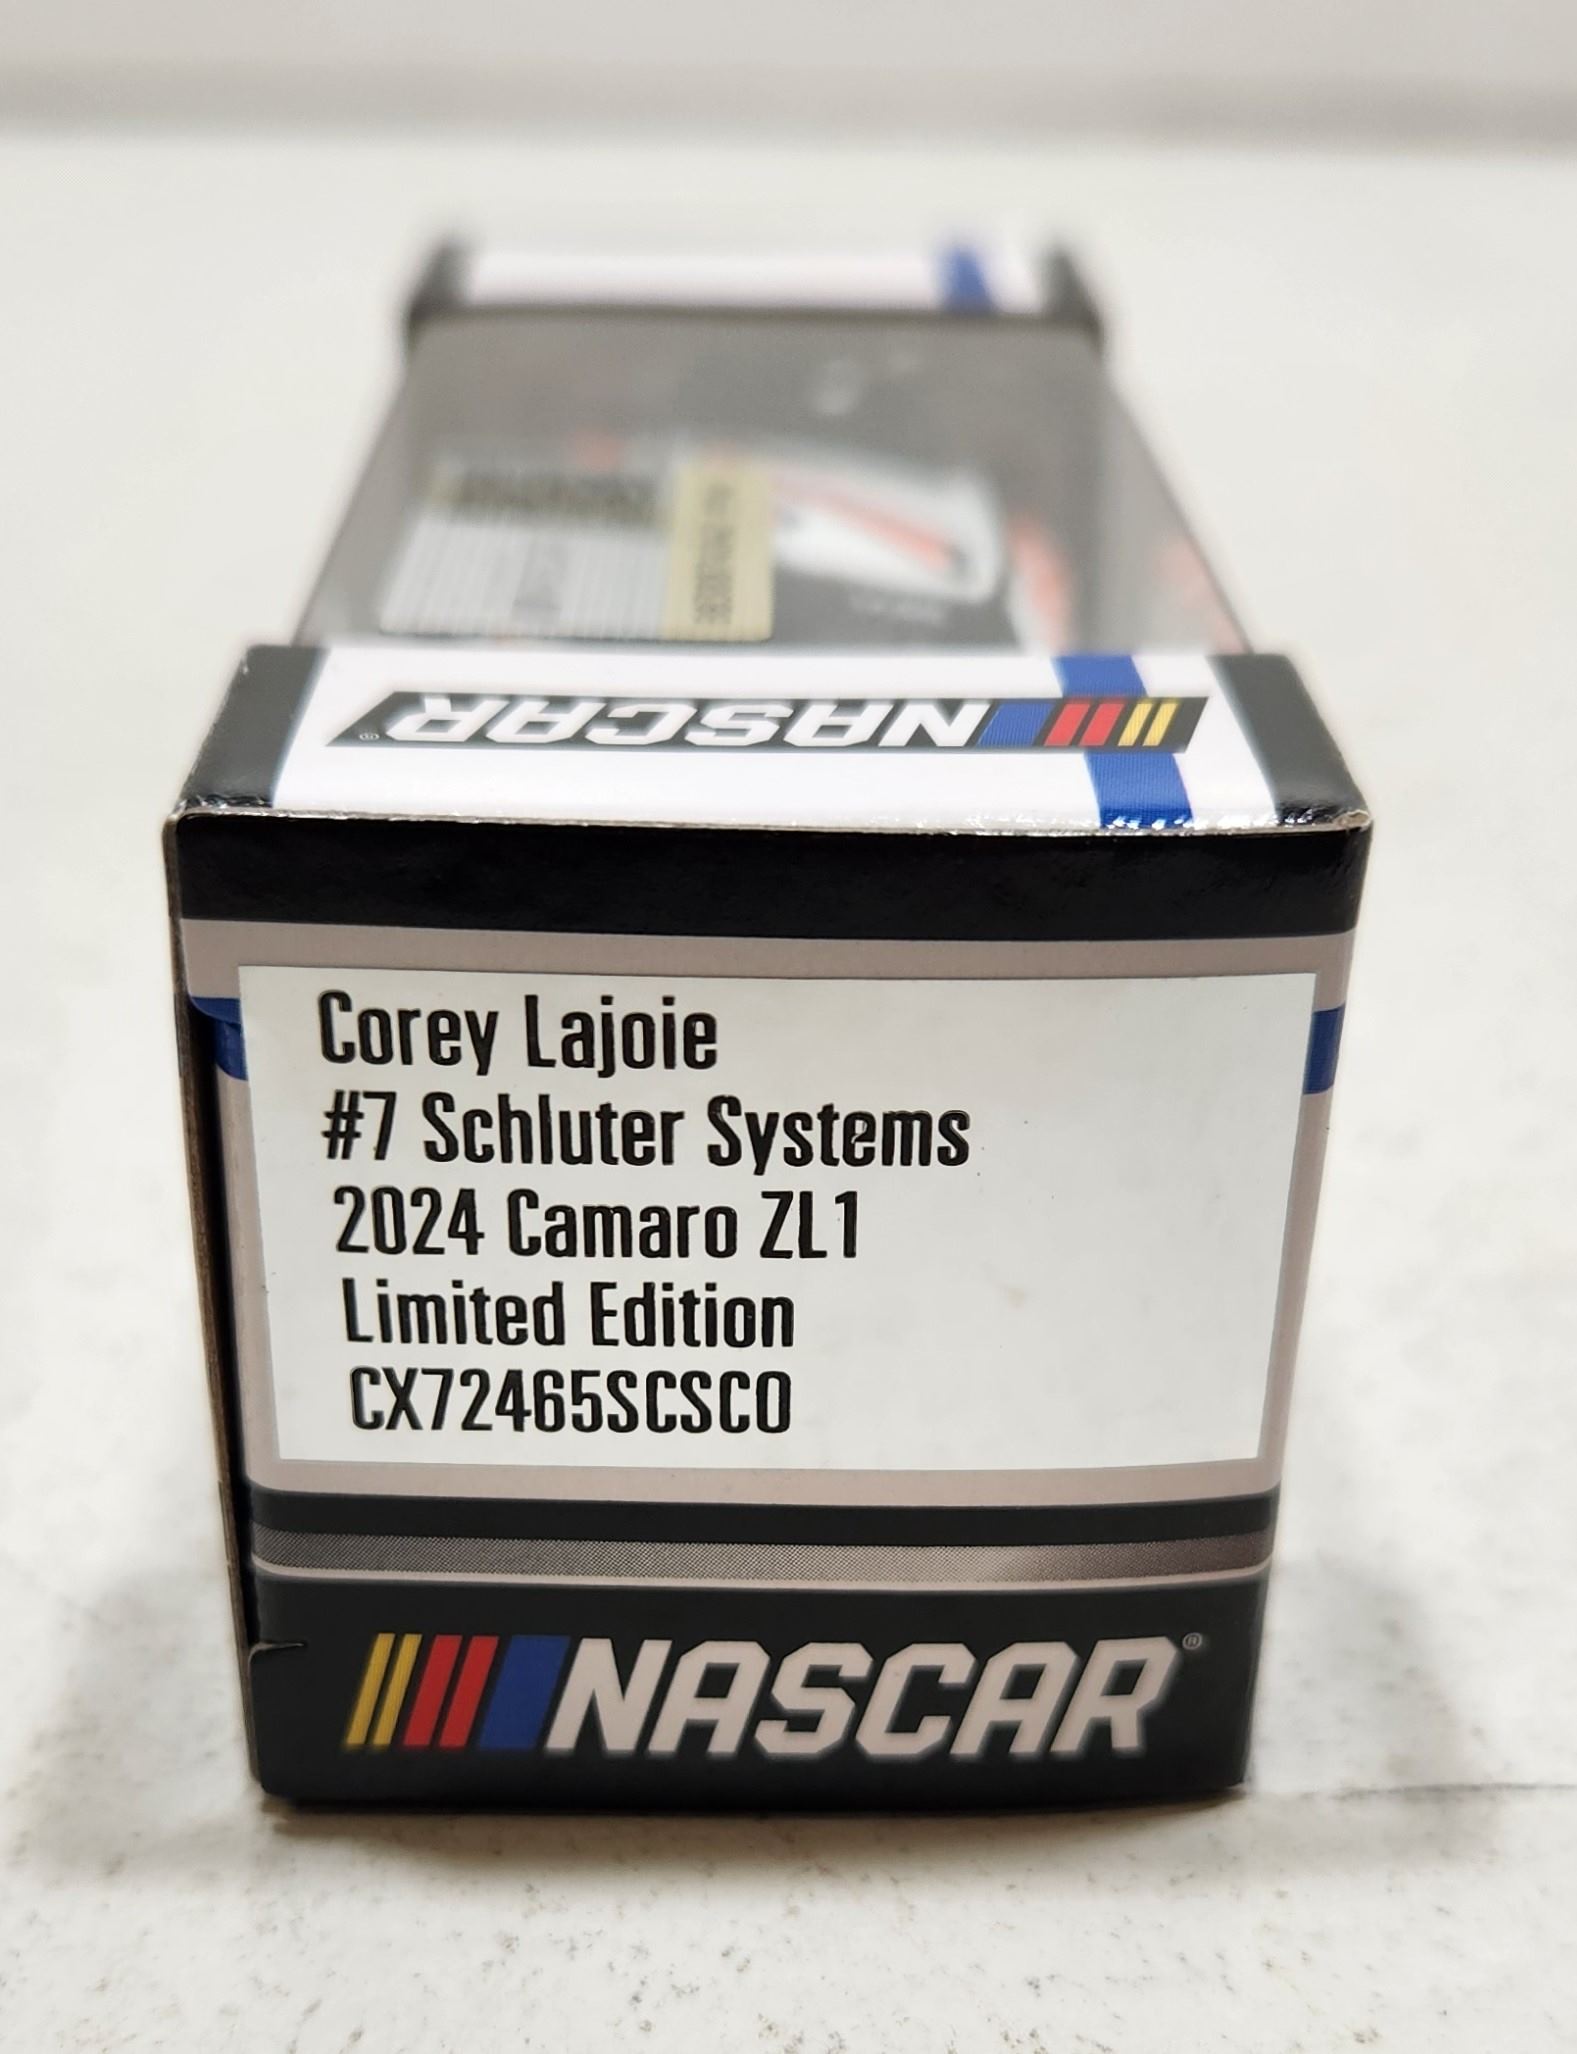 NASCAR®
Corey Lajoie
#7 Schluter Systems
2024 Camaro ZL1
Limited Edition
CX72465SCSCO
NASCAR®